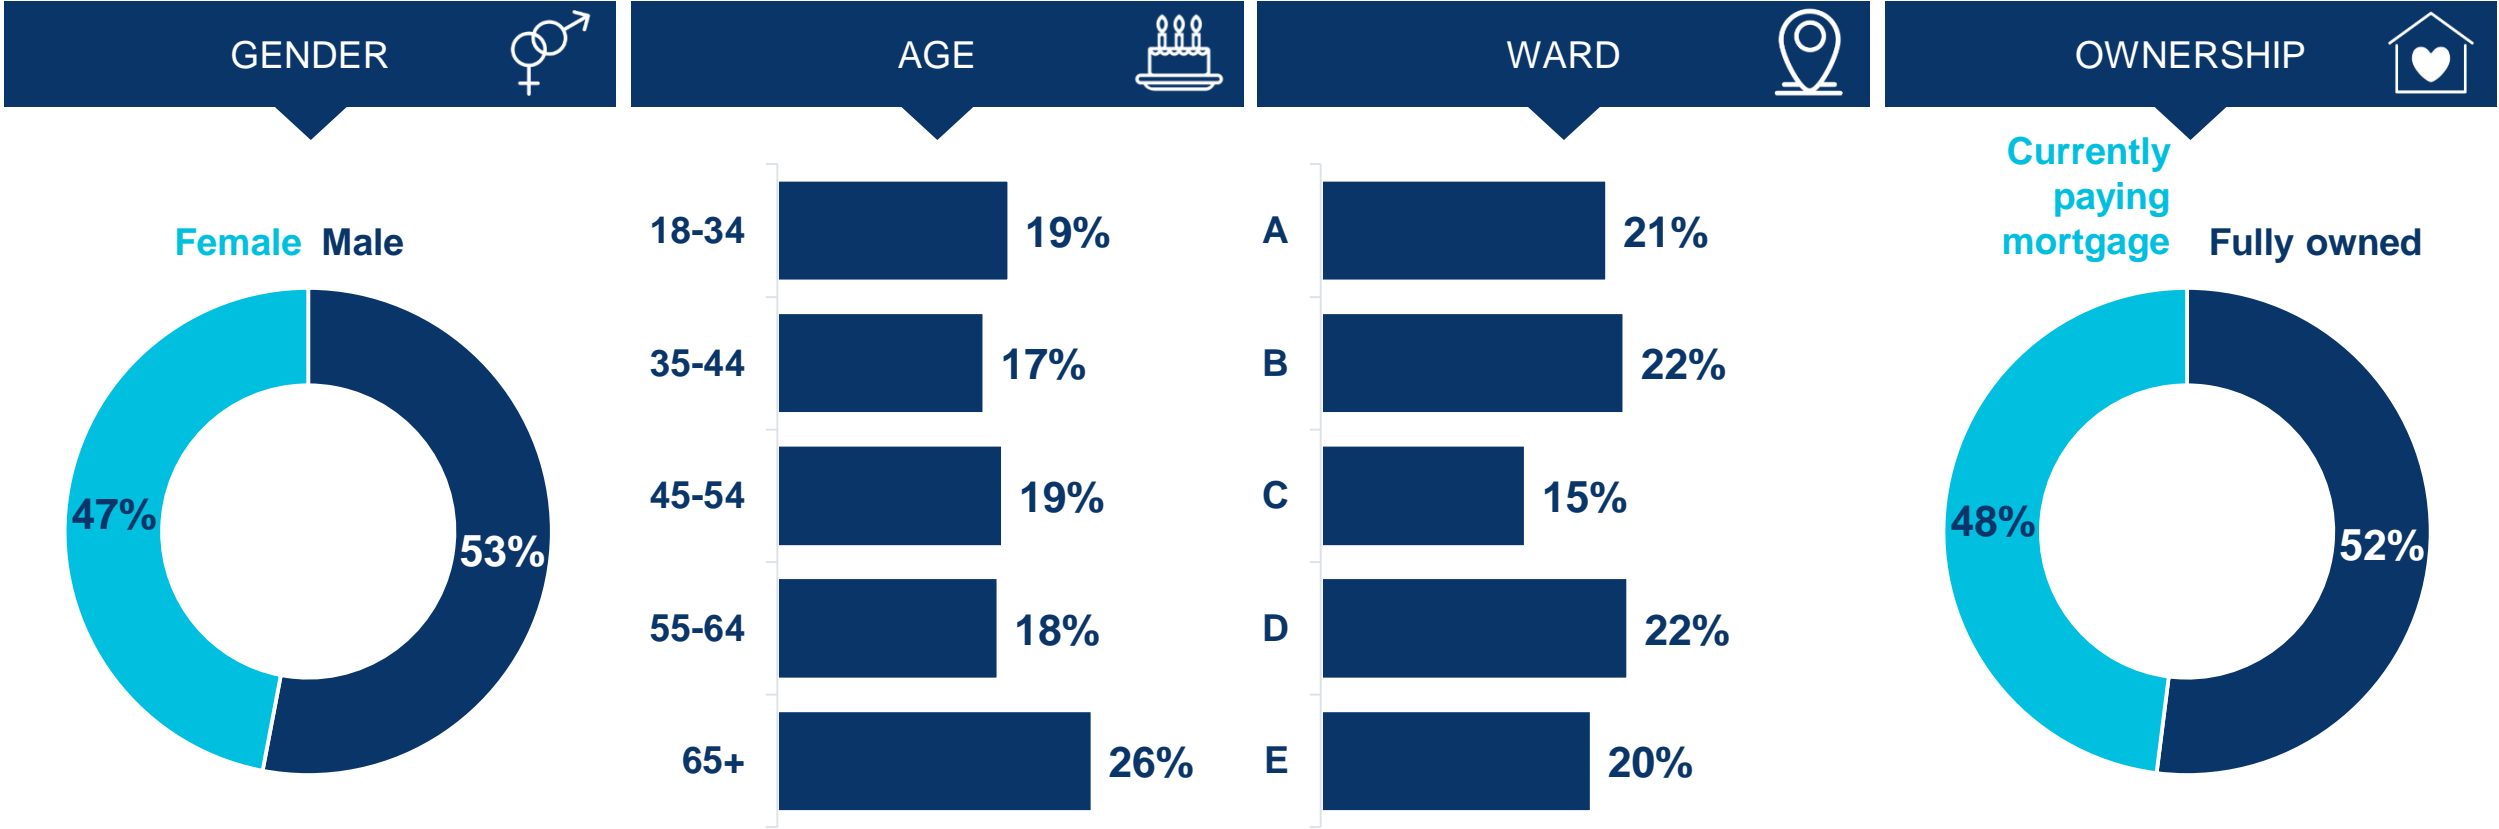 GENDER
Female Male
47%
53%
AGE
18-34 19%
35-44 17%
45-54 19%
55-64 18%
65+ 26%
WARD
A 21%
B 22%
C 15%
D 22%
E 20%
OWNERSHIP
Currently
paying
mortgage Fully owned
48%
52%